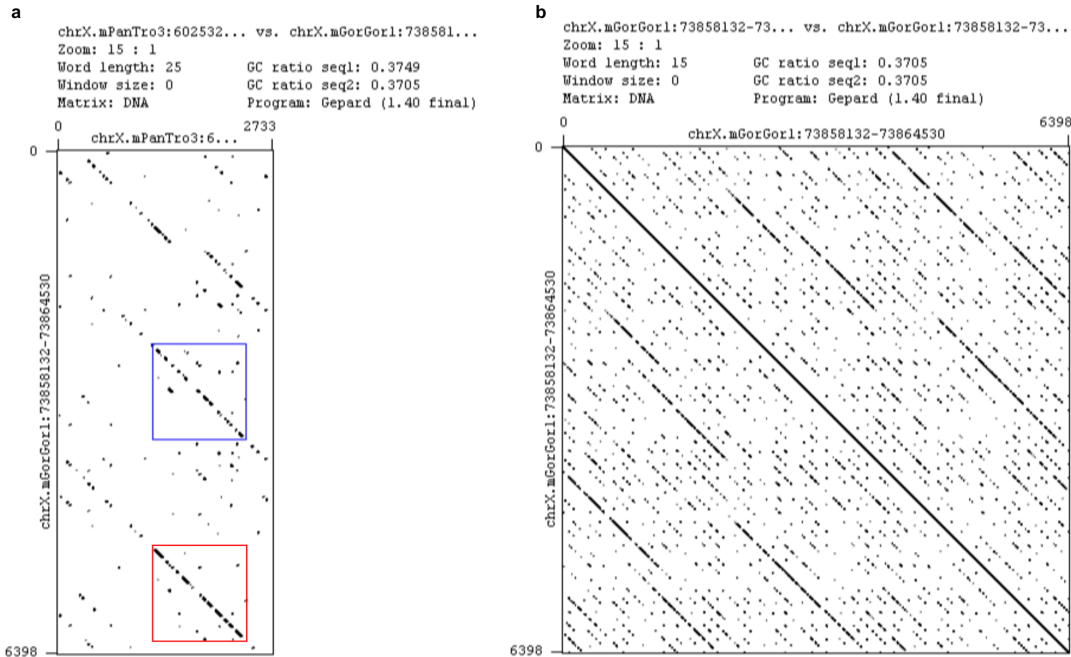 a
chrX.mPanTro3:602532... vs. chrX.mGorGor1:738581...
Zoom: 15 : 1
Word length: 25 GC ratio seq1: 0.3749
Window size: 0 GC ratio seq2: 0.3705
Matrix: DNA Program: Gepard (1.40 final)
0 2733
chrX.mPanTro3:6...
0
chrX.mGorGor1:73858132-73864530
6398
b
chrX.mGorGor1:73858132-73... vs. chrX.mGorGor1:73858132-73...
Zoom: 15 : 1
Word length: 15 GC ratio seq1: 0.3705
Window size: 0 GC ratio seq2: 0.3705
Matrix: DNA Program: Gepard (1.40 final)
0 6398
chrX.mGorGor1:73858132-73864530
0
chrX.mGorGor1:73858132-73864530
6398